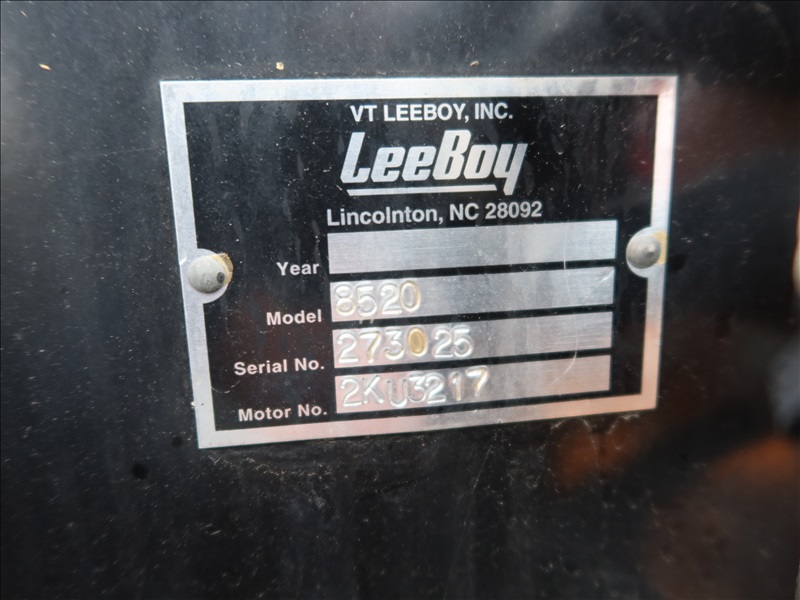 VT LEEBOY, INC.
LeeBoy
Lincolnton, NC 28092
Year
Model 8520
Serial No. 273025
Motor No. 2KU3217